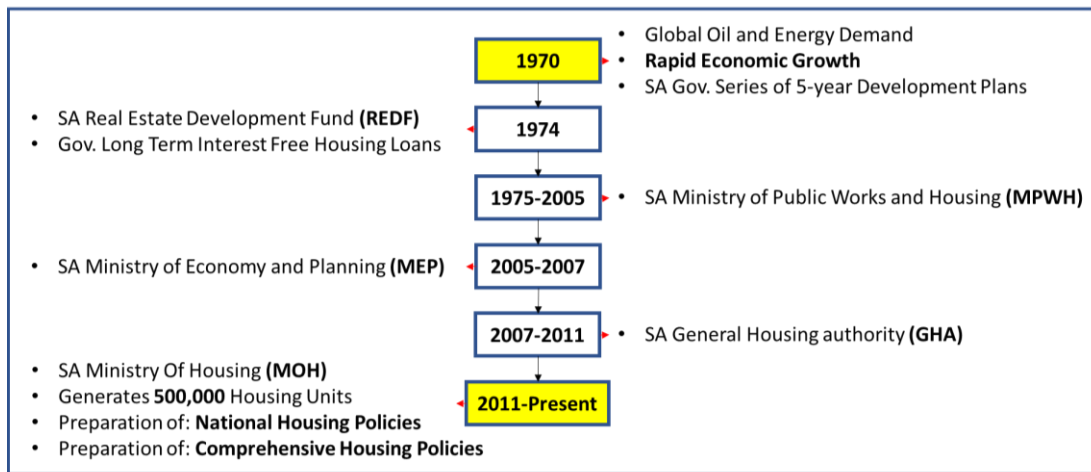 1970
• Global Oil and Energy Demand
• Rapid Economic Growth
• SA Gov. Series of 5-year Development Plans
• SA Real Estate Development Fund (REDF)
• Gov. Long Term Interest Free Housing Loans
1974
1975-2005
• SA Ministry of Public Works and Housing (MPWH)
• SA Ministry of Economy and Planning (MEP)
2005-2007
2007-2011
• SA General Housing authority (GHA)
• SA Ministry Of Housing (MOH)
• Generates 500,000 Housing Units
• Preparation of: National Housing Policies
• Preparation of: Comprehensive Housing Policies
2011-Present